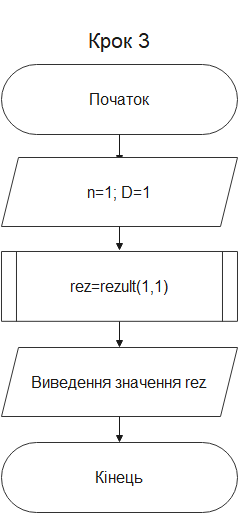 Крок 3
Початок
n=1; D=1
rez=rezult(1,1)
Виведення значення rez
Кінець